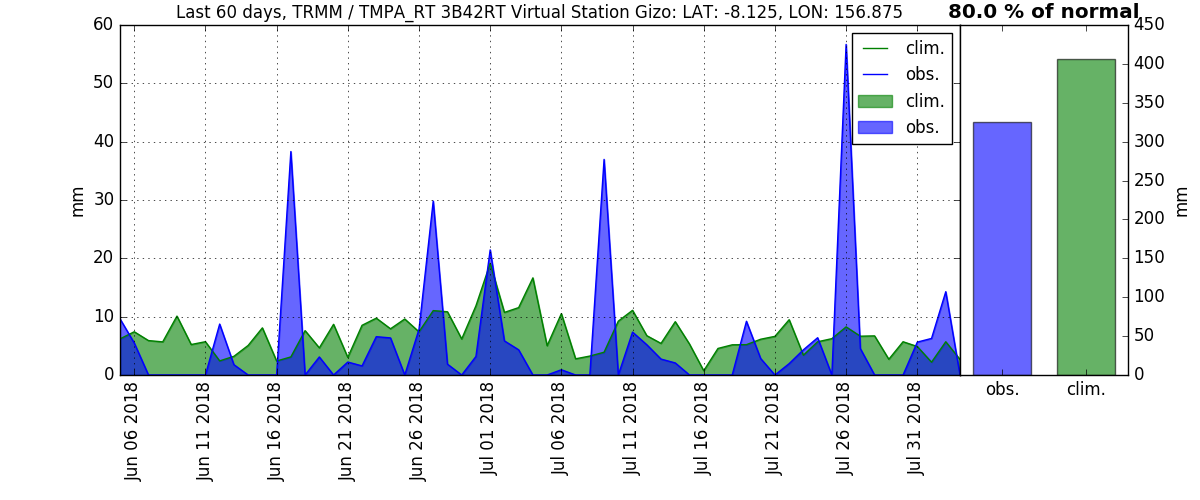 Last 60 days, TRMM / TMPA_RT 3B42RT Virtual Station Gizo: LAT: -8.125, LON: 156.875
80.0 % of normal
60
50
40
30
20
10
0
mm
clim.
obs.
clim.
obs.
Jun 06 2018
Jun 11 2018
Jun 16 2018
Jun 21 2018
Jun 26 2018
Jul 01 2018
Jul 06 2018
Jul 11 2018
Jul 16 2018
Jul 21 2018
Jul 26 2018
Jul 31 2018
450
400
350
300
250
200
150
100
50
0
mm
obs.
clim.